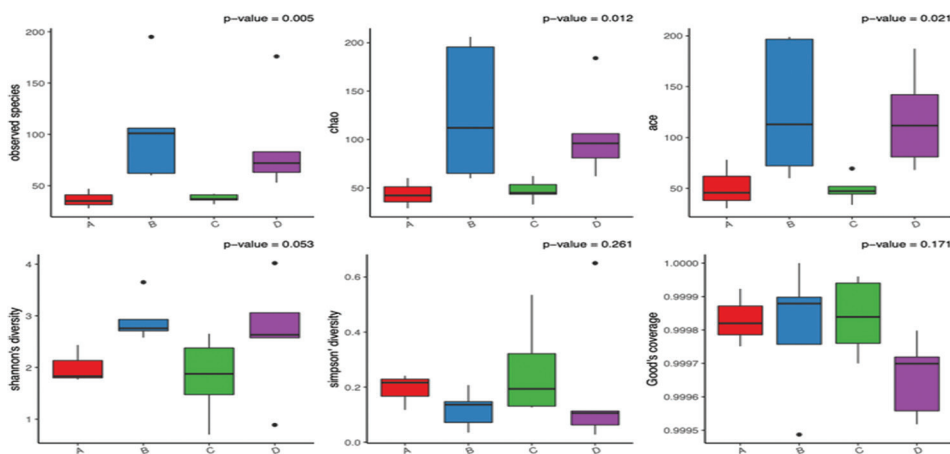 p-value = 0.005
observed species
200
150
100
50
A B C D
p-value = 0.012
chao
200
150
100
50
A B C D
p-value = 0.021
ace
200
150
100
50
A B C D
p-value = 0.053
shannon's diversity
4
3
2
1
A B C D
p-value = 0.261
simpson' diversity
0.6
0.4
0.2
0.0
A B C D
p-value = 0.171
Good's coverage
1.0000
0.9999
0.9998
0.9997
0.9996
0.9995
A B C D